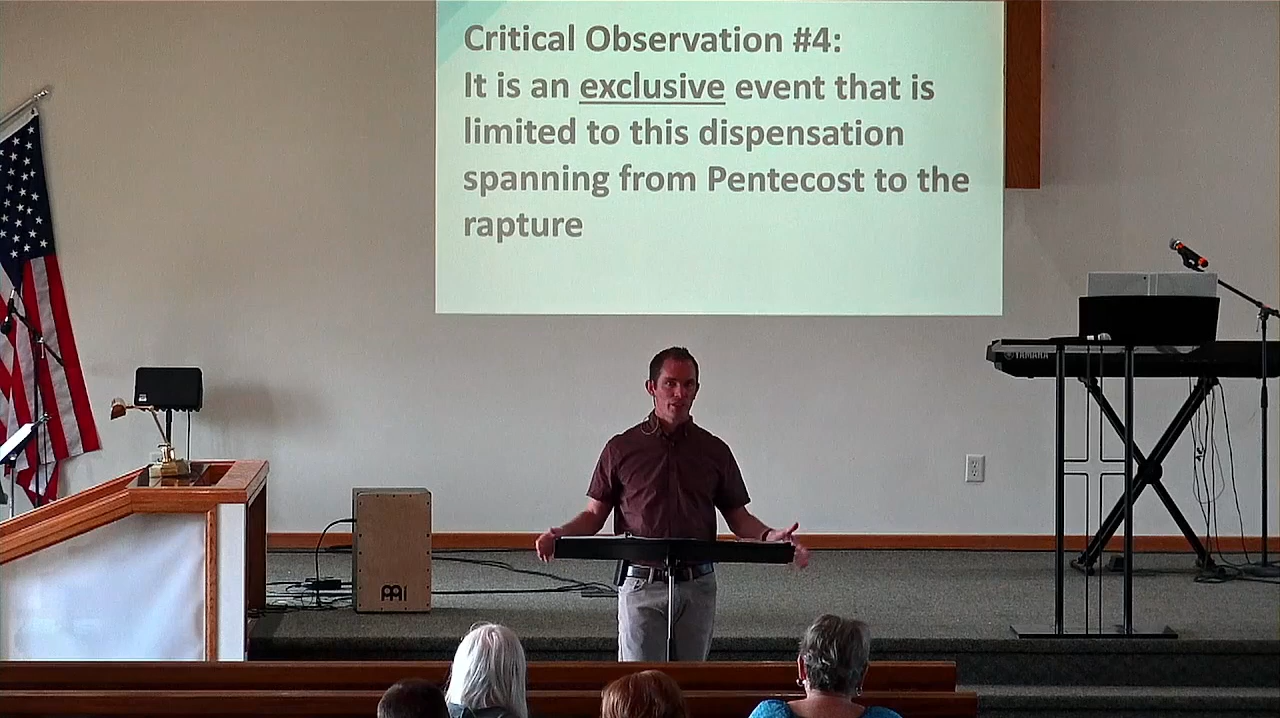 Critical Observation #4:
It is an exclusive event that is
limited to this dispensation
spanning from Pentecost to the
rapture
YAMAHA